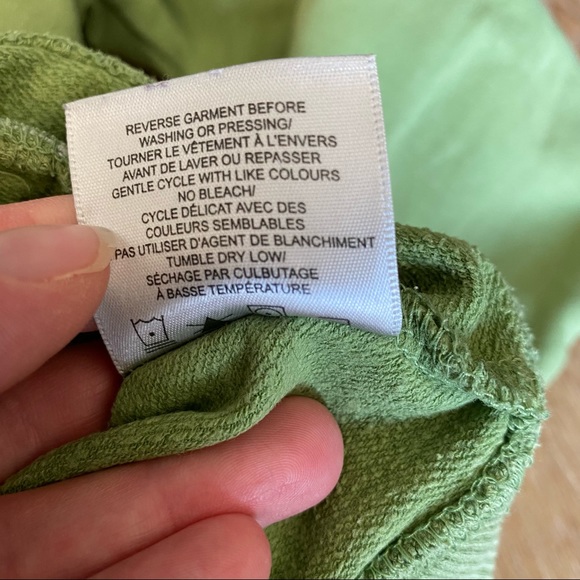 REVERSE GARMENT BEFORE
WASHING OR PRESSING/
TOURNER LE VÊTEMENT À L'ENVERS
AVANT DE LAVER OU REPASSER
GENTLE CYCLE WITH LIKE COLOURS
NO BLEACH/
CYCLE DÉLICAT AVEC DES
COULEURS SEMBLABLES
PAS UTILISER D'AGENT DE BLANCHIMENT
TUMBLE DRY LOW/
SÉCHAGE PAR CULBUTAGE
À BASSE TEMPÉRATURE